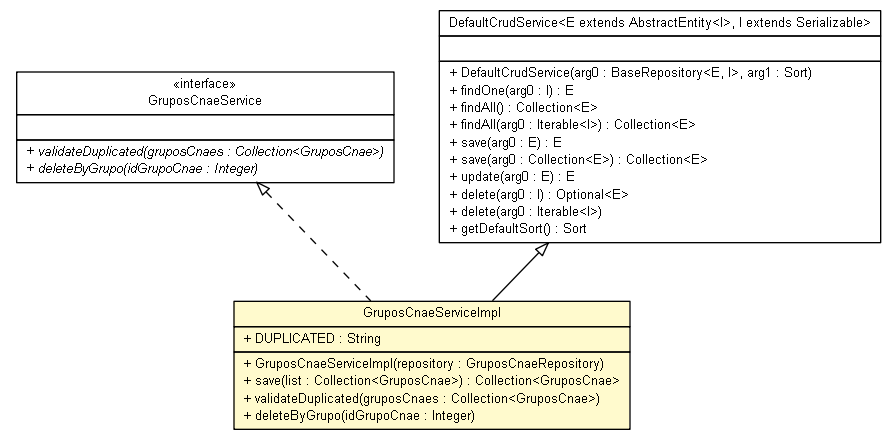 «interface»
GruposCnaeService
+ validateDuplicated(gruposCnaes : Collection<GruposCnae>)
+ deleteByGrupo(idGrupoCnae : Integer)
DefaultCrudService<E extends AbstractEntity<I>, I extends Serializable>
+ DefaultCrudService(arg0 : BaseRepository<E, I>, arg1 : Sort)
+ findOne(arg0 : I) : E
+ findAll() : Collection<E>
+ findAll(arg0 : Iterable<I>) : Collection<E>
+ save(arg0 : E) : E
+ save(arg0 : Collection<E>) : Collection<E>
+ update(arg0 : E) : E
+ delete(arg0 : I) : Optional<E>
+ delete(arg0 : Iterable<I>)
+ getDefaultSort() : Sort
GruposCnaeServiceImpl
+ DUPLICATED : String
+ GruposCnaeServiceImpl(repository : GruposCnaeRepository)
+ save(list : Collection<GruposCnae>) : Collection<GruposCnae>
+ validateDuplicated(gruposCnaes : Collection<GruposCnae>)
+ deleteByGrupo(idGrupoCnae : Integer)